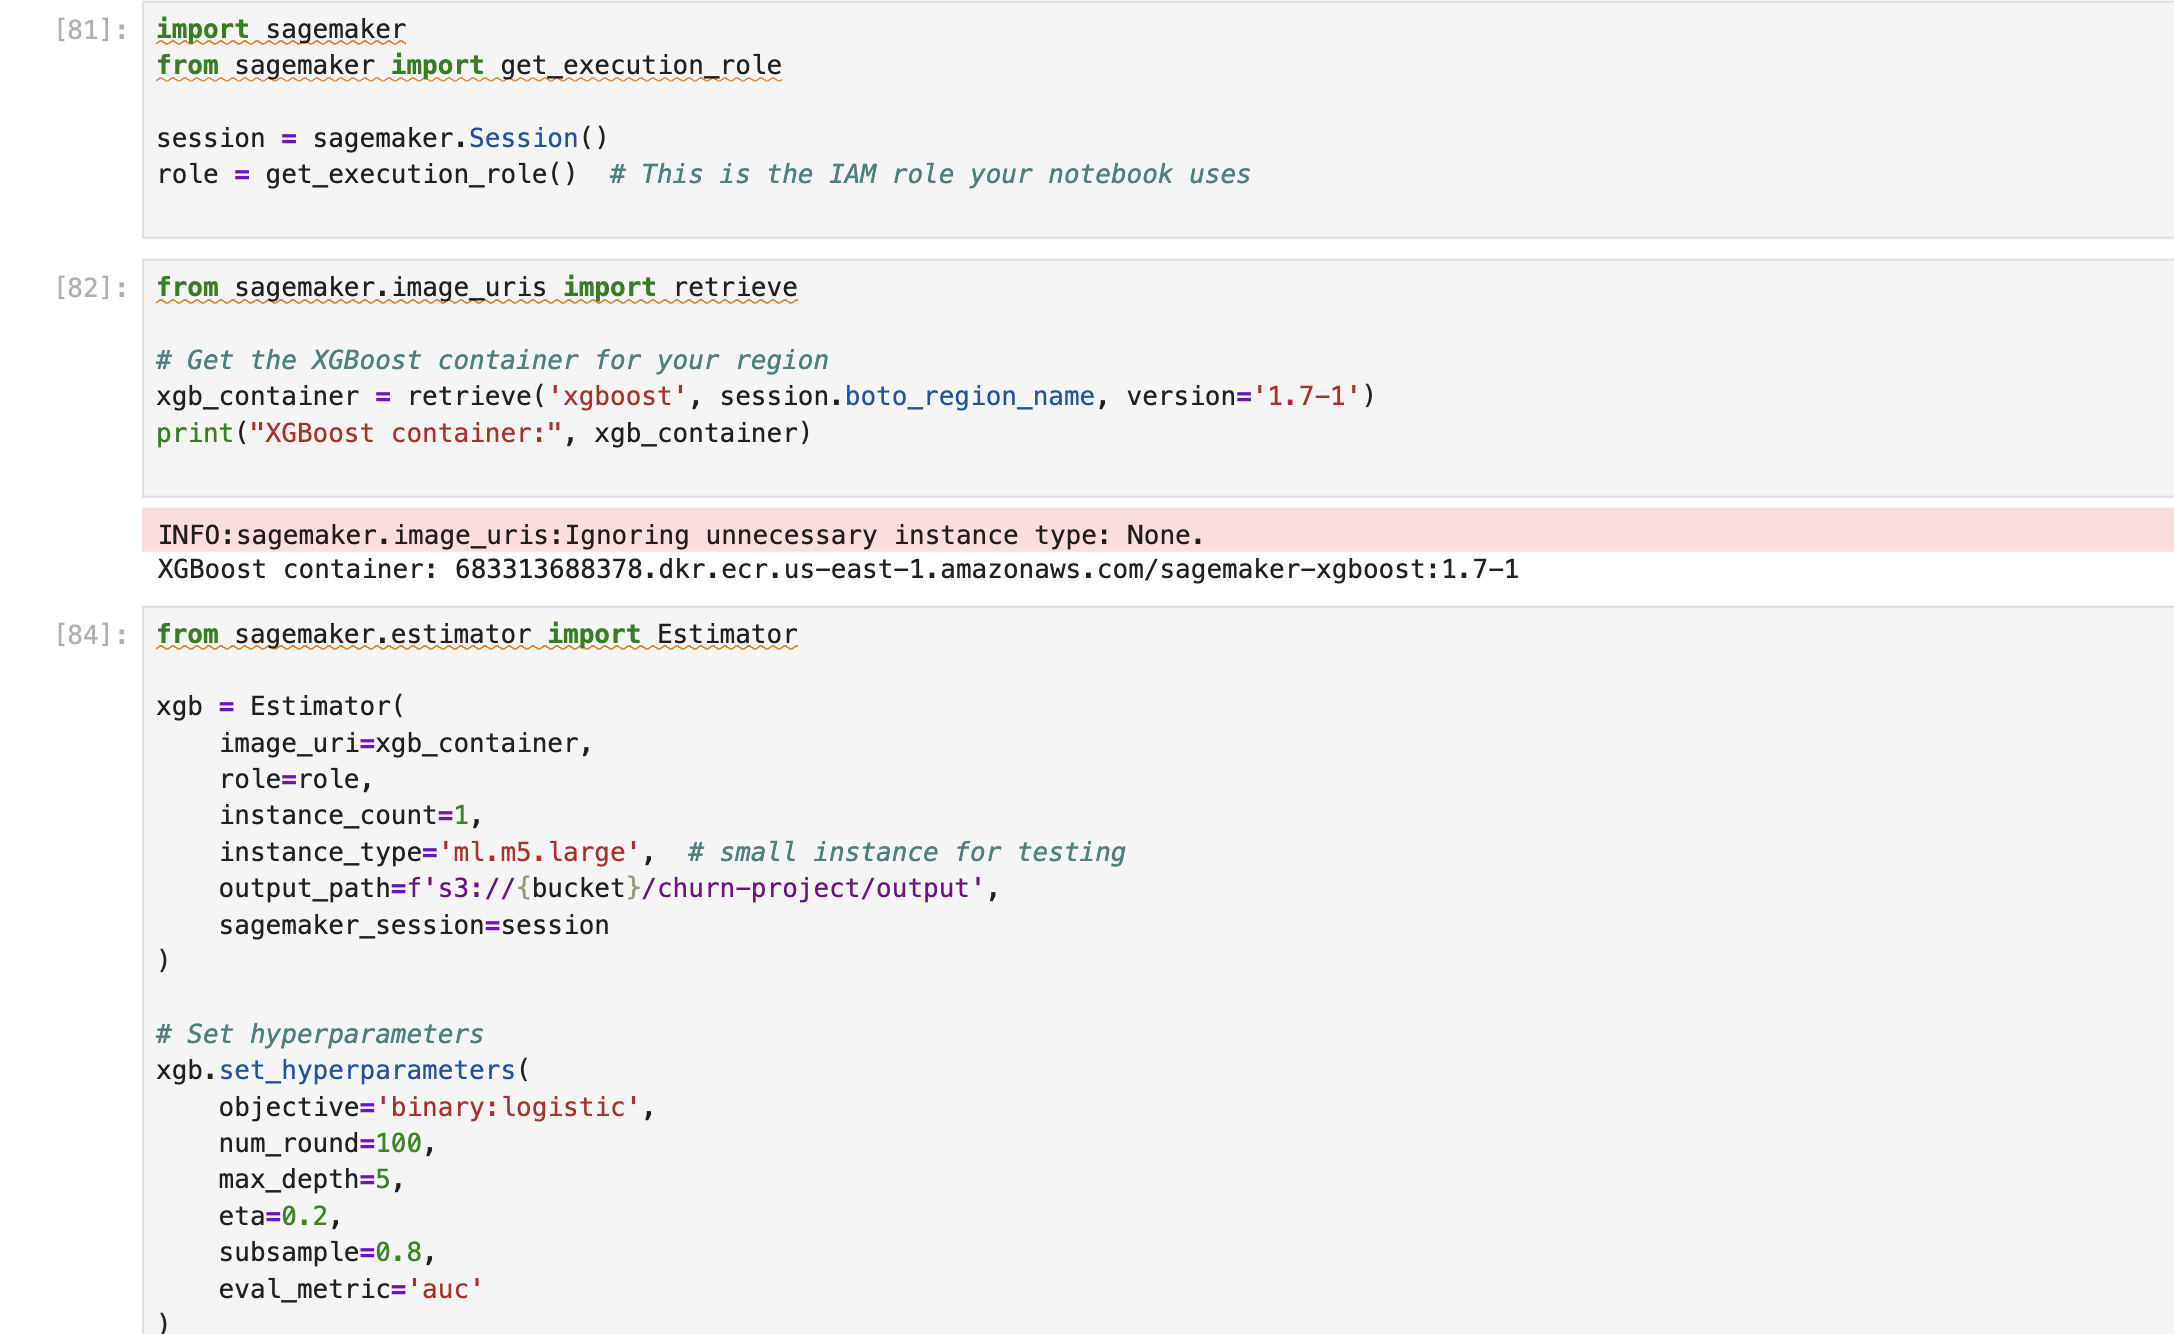 [81]:
import sagemaker
from sagemaker import get_execution_role
session = sagemaker.Session()
role = get_execution_role()  # This is the IAM role your notebook uses
[82]:
from sagemaker.image_uris import retrieve
# Get the XGBoost container for your region
xgb_container = retrieve('xgboost', session.boto_region_name, version='1.7-1')
print("XGBoost container:", xgb_container)
INFO:sagemaker.image_uris:Ignoring unnecessary instance type: None.
XGBoost container: 683313688378.dkr.ecr.us-east-1.amazonaws.com/sagemaker-xgboost:1.7-1
[84]:
from sagemaker.estimator import Estimator
xgb = Estimator(
    image_uri=xgb_container,
    role=role,
    instance_count=1,
    instance_type='ml.m5.large',  # small instance for testing
    output_path=f's3://{bucket}/churn-project/output',
    sagemaker_session=session
)
# Set hyperparameters
xgb.set_hyperparameters(
    objective='binary:logistic',
    num_round=100,
    max_depth=5,
    eta=0.2,
    subsample=0.8,
    eval_metric='auc'
)